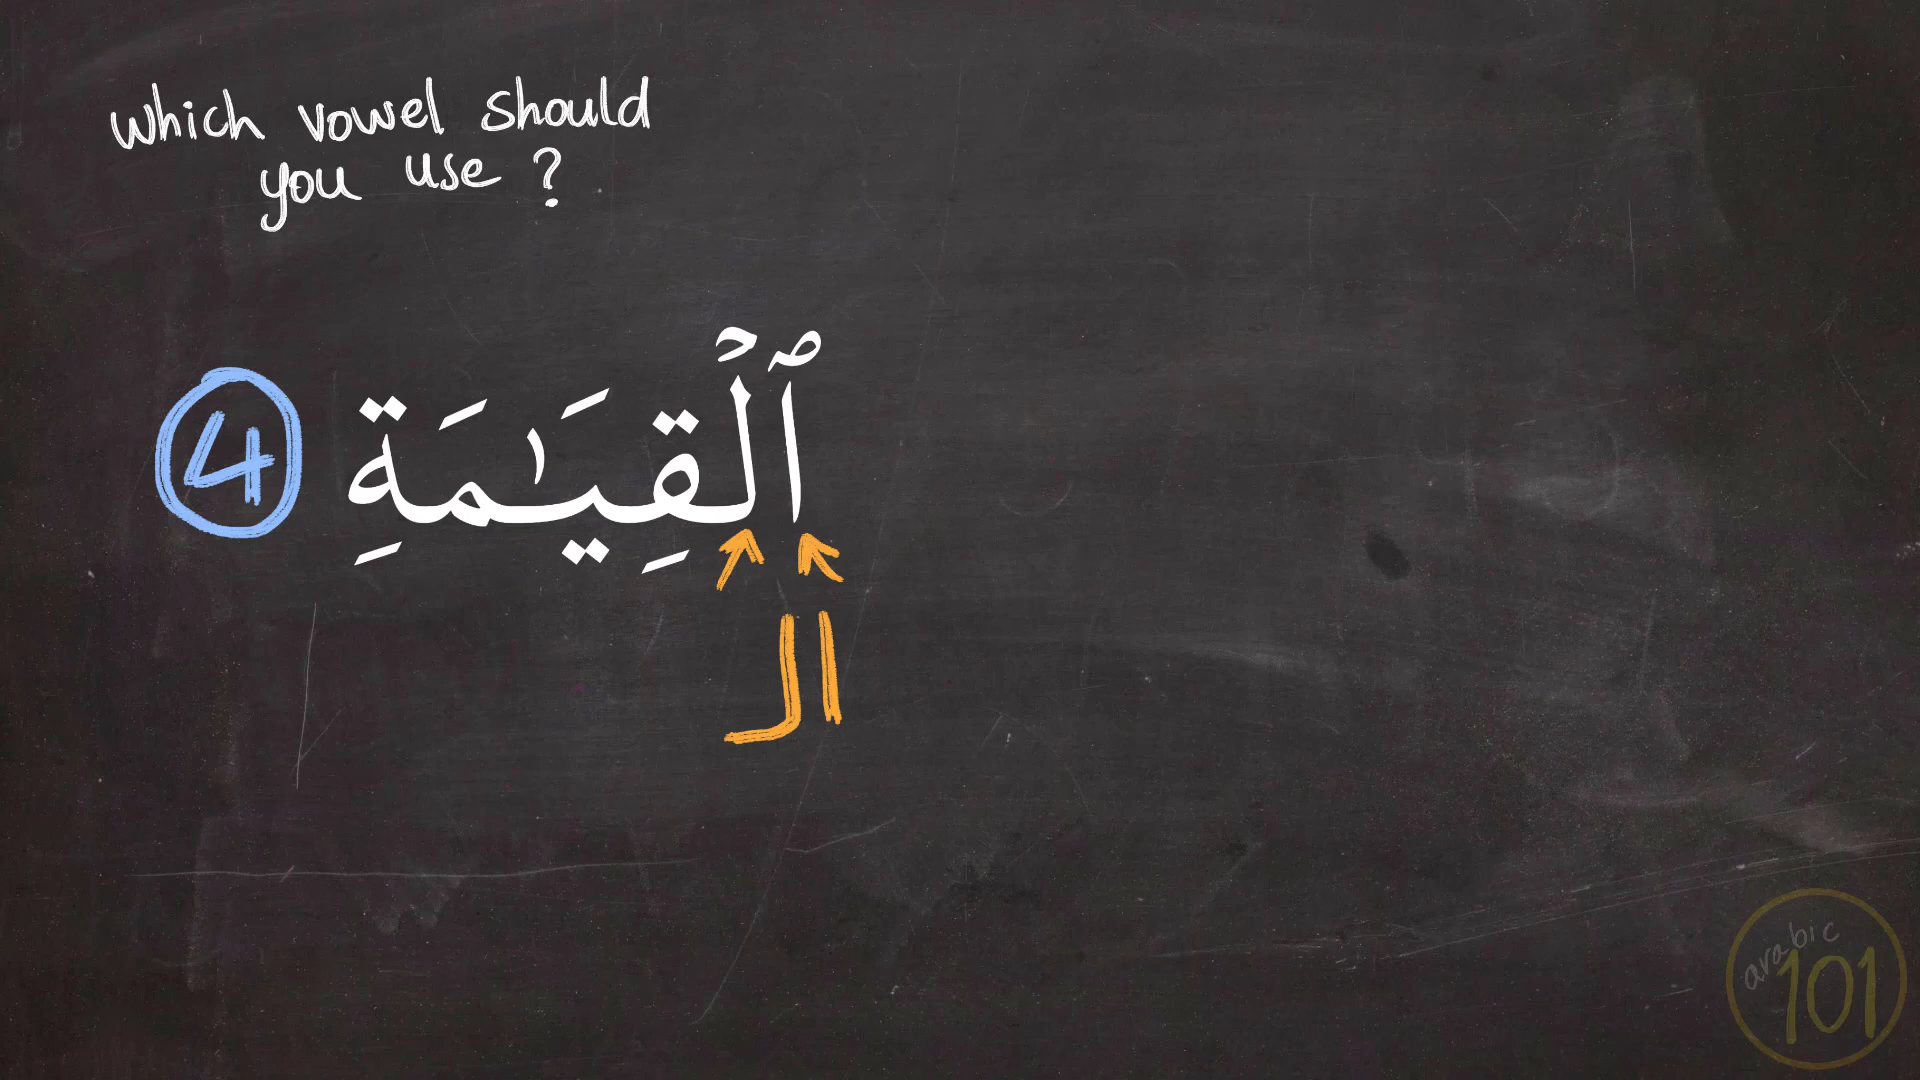 which vowel should
you use ?
4 ٱلۡقِيَـٰمَةِ
ال
arabic
101